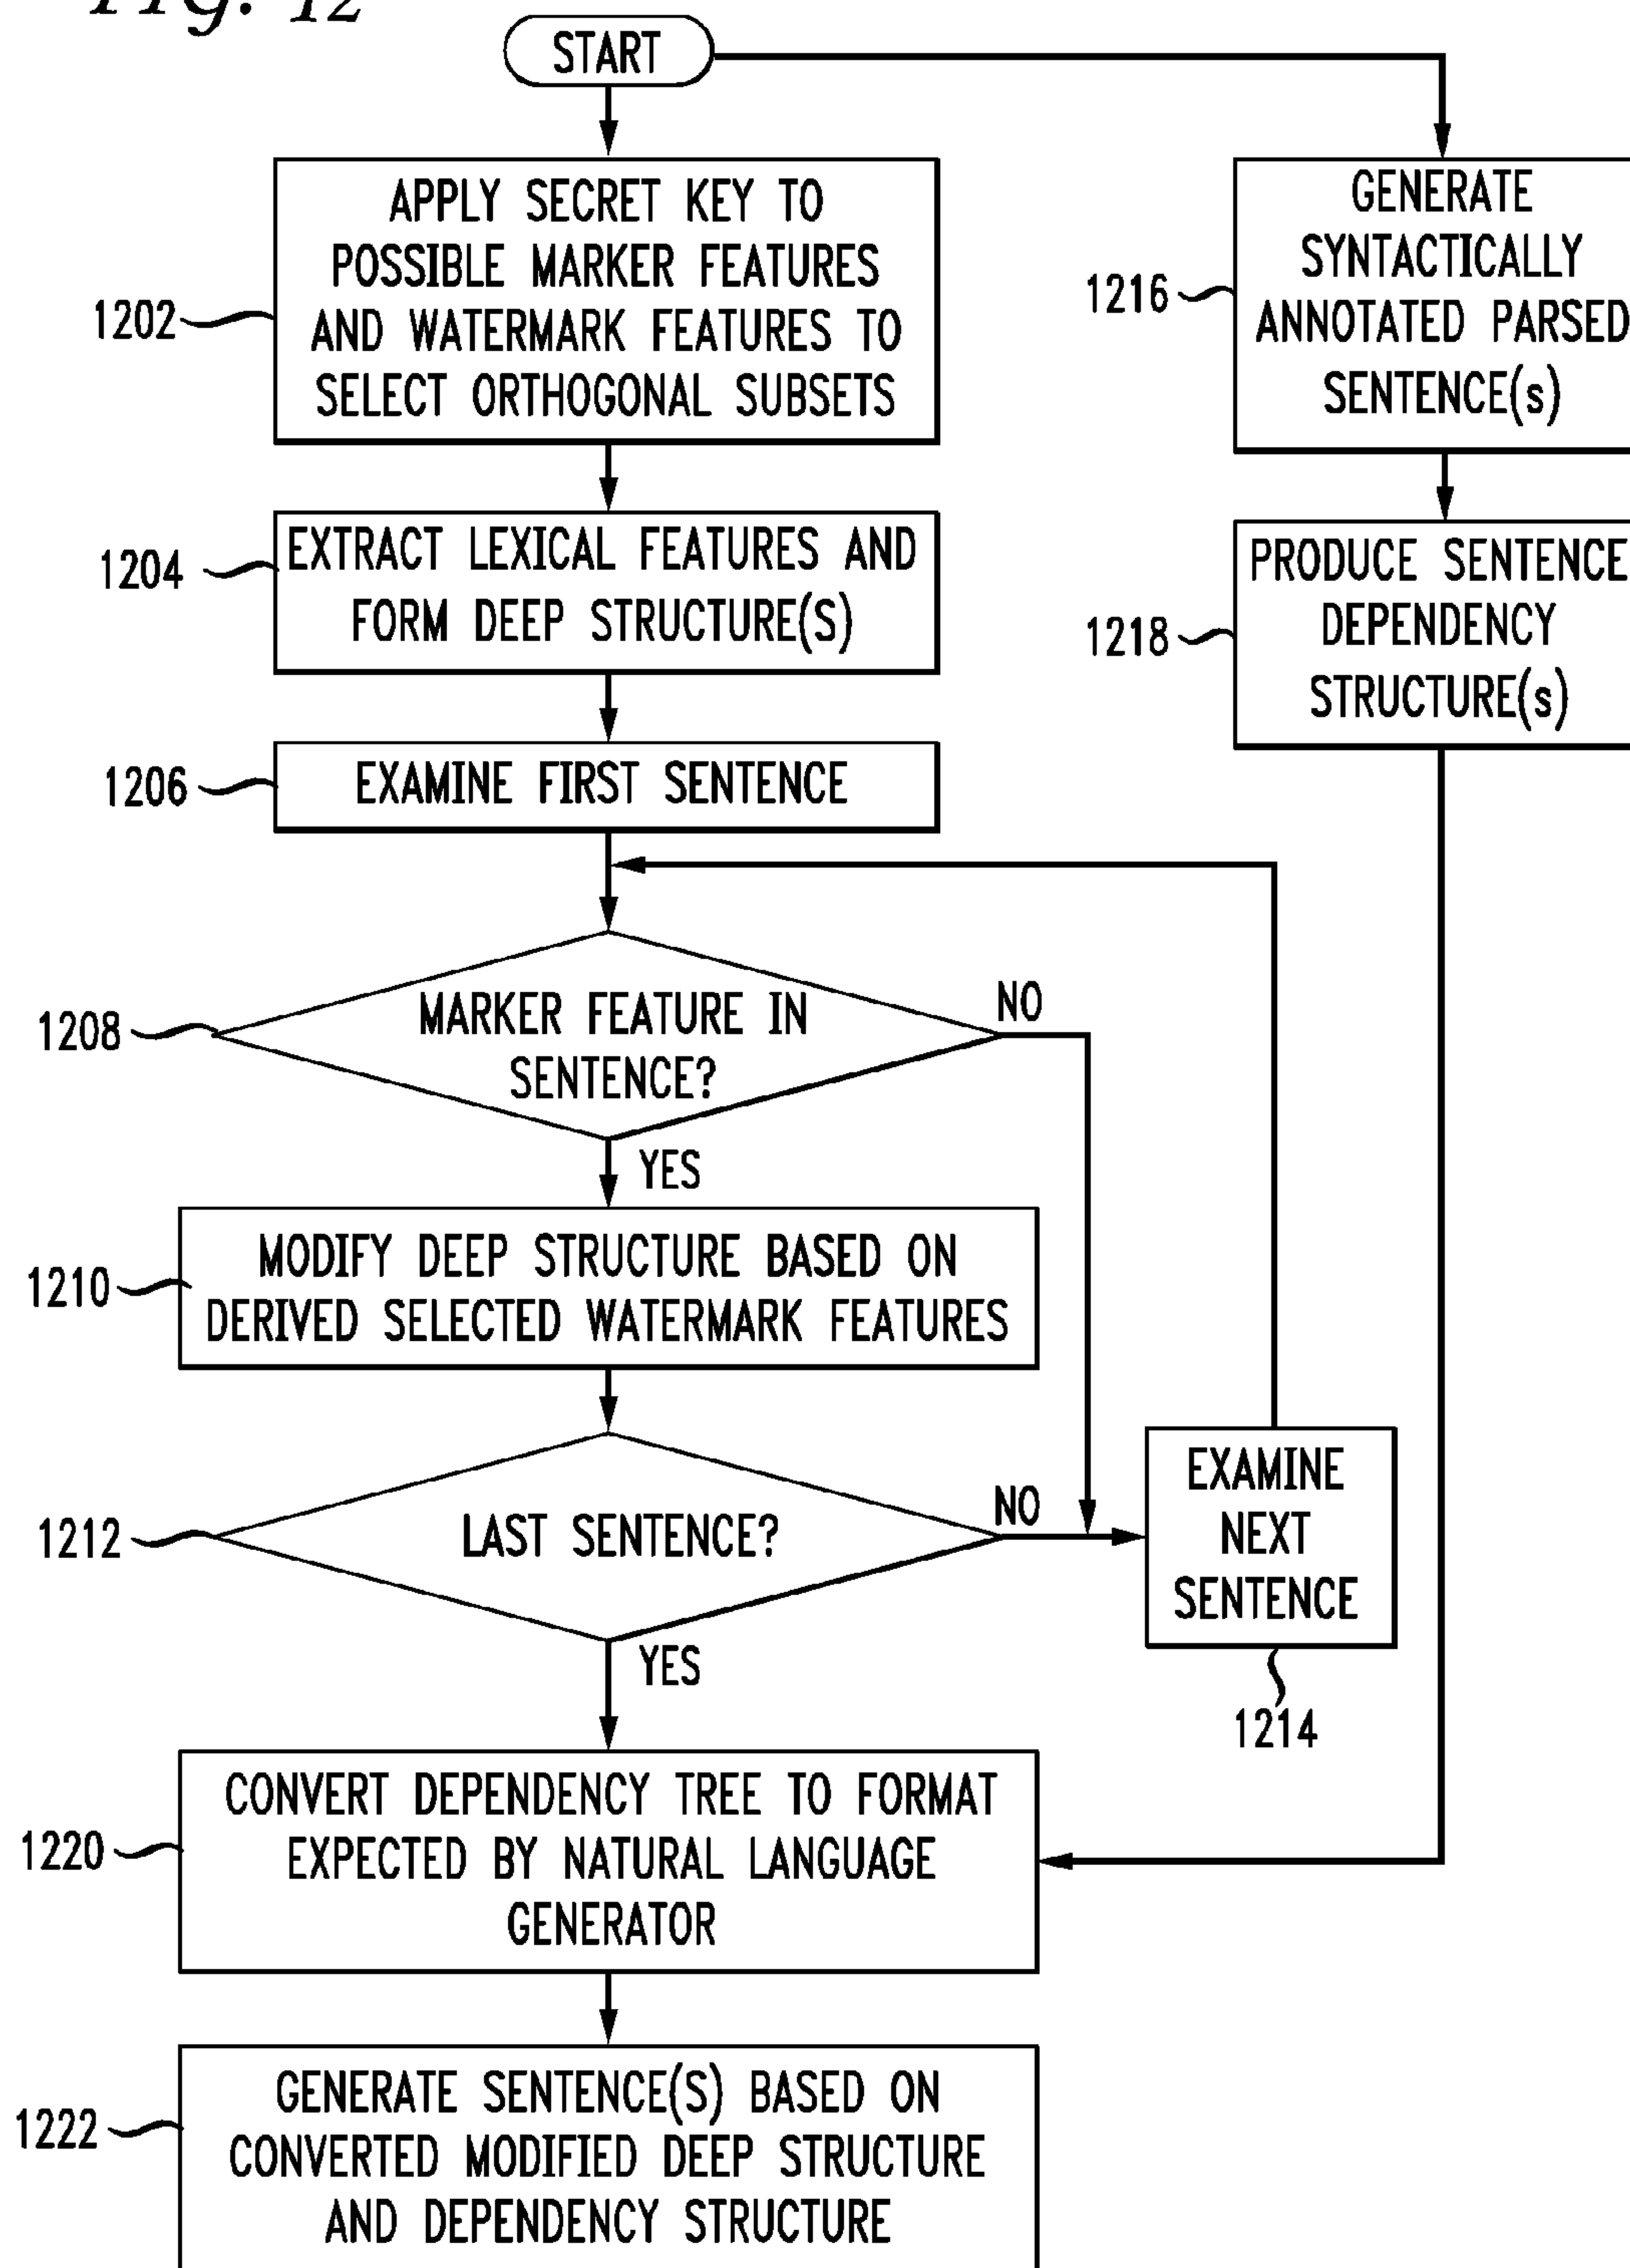 Fig. 12
START
APPLY SECRET KEY TO
POSSIBLE MARKER FEATURES
AND WATERMARK FEATURES TO
SELECT ORTHOGONAL SUBSETS
1202
GENERATE
SYNTACTICALLY
ANNOTATED PARSED
SENTENCE(s)
1216
EXTRACT LEXICAL FEATURES AND
FORM DEEP STRUCTURE(S)
1204
PRODUCE SENTENCE
DEPENDENCY
STRUCTURE(s)
1218
EXAMINE FIRST SENTENCE
1206
MARKER FEATURE IN
SENTENCE?
1208
NO
YES
MODIFY DEEP STRUCTURE BASED ON
DERIVED SELECTED WATERMARK FEATURES
1210
LAST SENTENCE?
1212
NO
EXAMINE
NEXT
SENTENCE
1214
YES
CONVERT DEPENDENCY TREE TO FORMAT
EXPECTED BY NATURAL LANGUAGE
GENERATOR
1220
GENERATE SENTENCE(S) BASED ON
CONVERTED MODIFIED DEEP STRUCTURE
AND DEPENDENCY STRUCTURE
1222